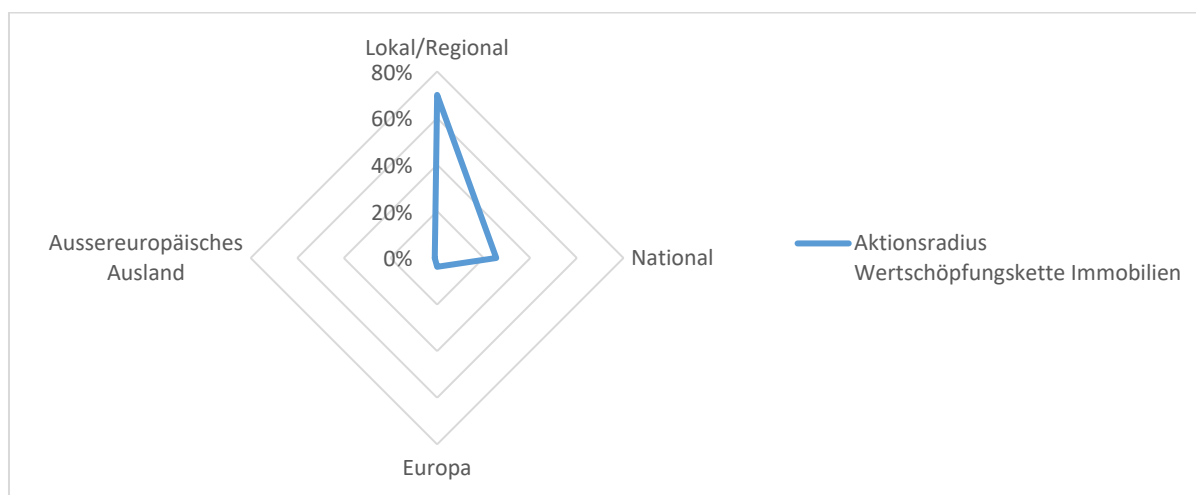 Lokal/Regional
80%
60%
40%
20%
0%
Aussereuropäisches
Ausland
National
Europa
Aktionsradius
Wertschöpfungskette Immobilien